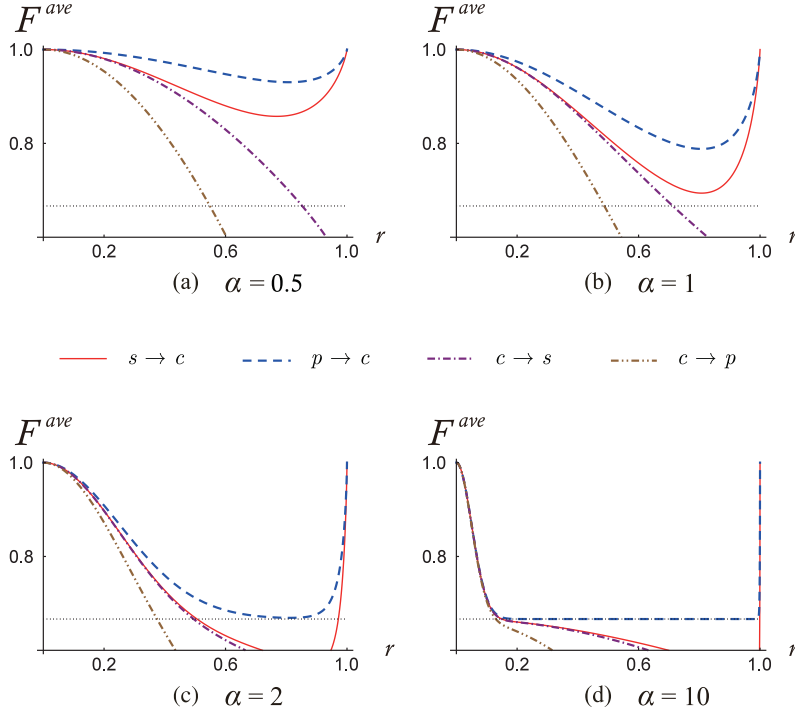 F ave
F ave
1.0
1.0
0.8
0.8
0.2
0.6
1.0
r
0.2
0.6
1.0
r
(a) α = 0.5
(b) α = 1
s → c
p → c
c → s
c → p
F ave
F ave
1.0
1.0
0.8
0.8
0.2
0.6
1.0
r
0.2
0.6
1.0
r
(c) α = 2
(d) α = 10